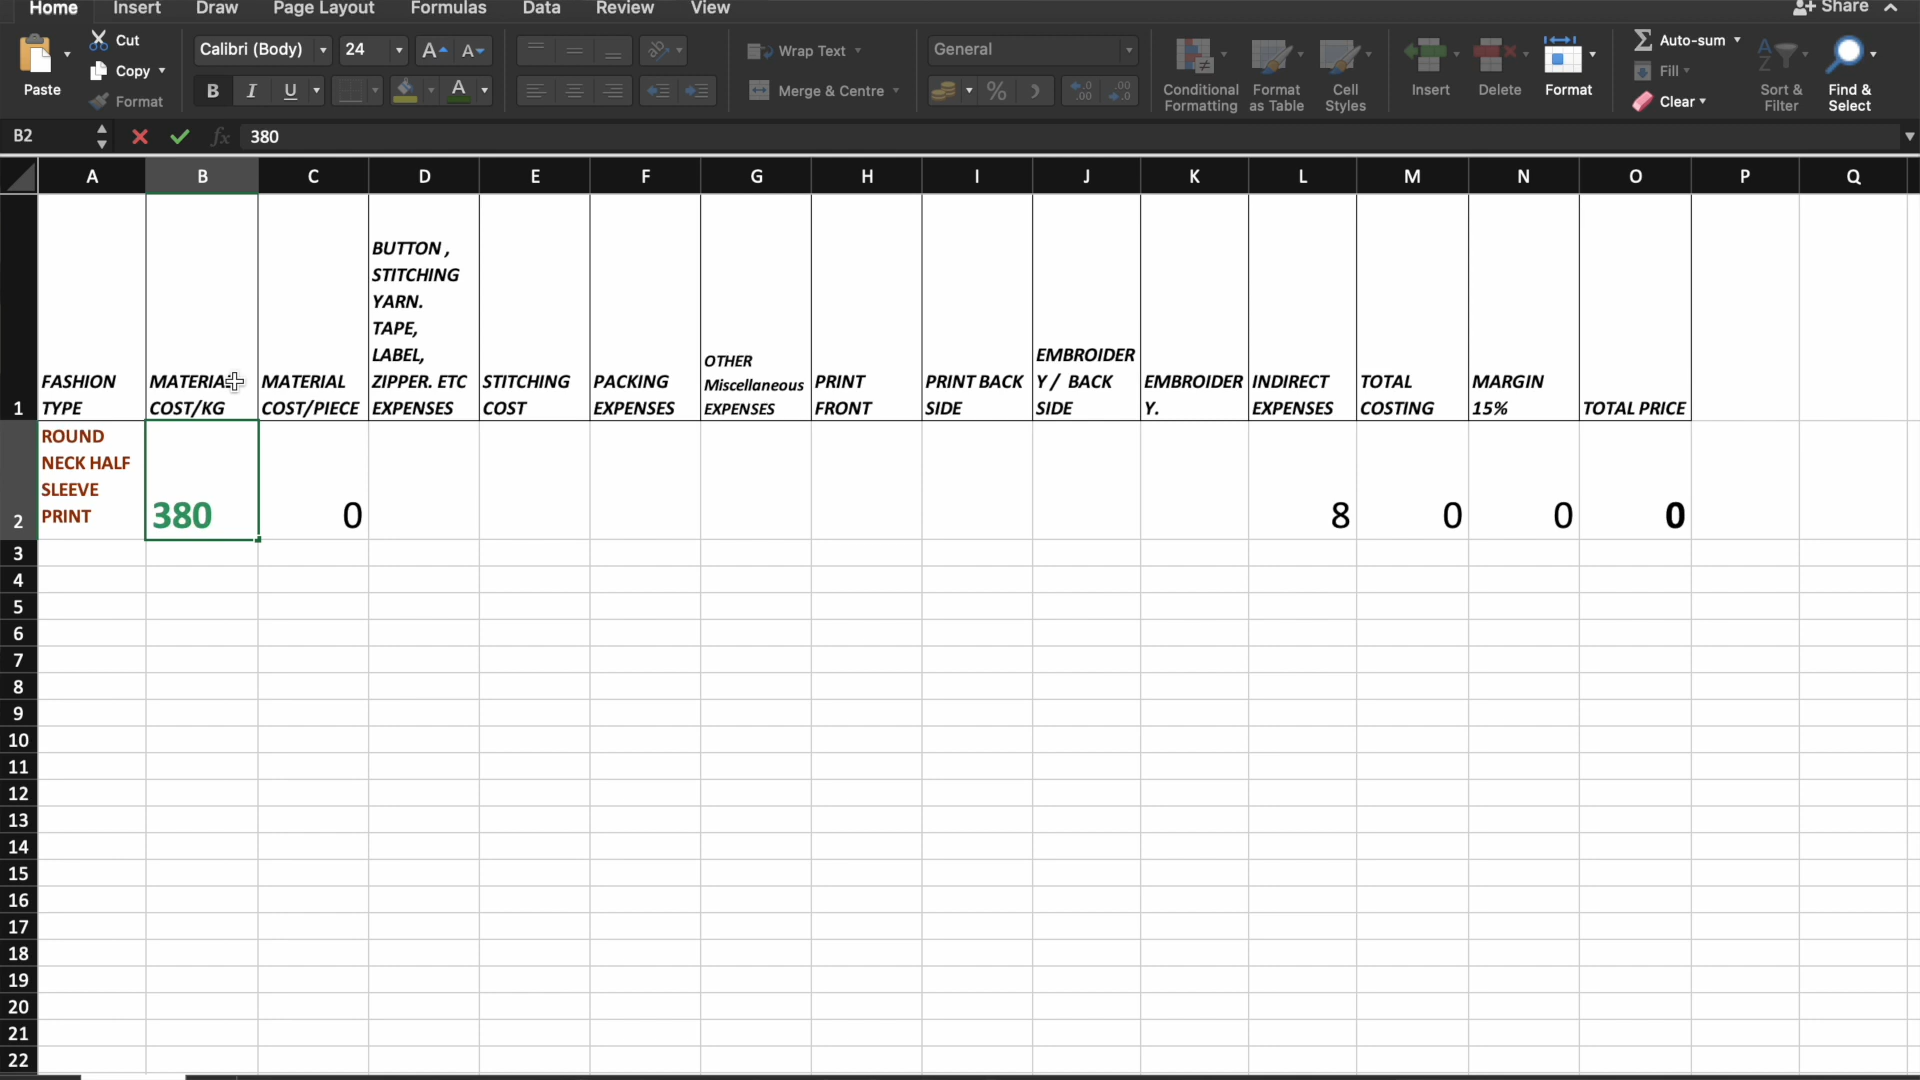 Home Insert Draw Page Layout Formulas Data Review View Share
Cut
Copy
Format
Paste
Calibri (Body) 24
A A
B I U A
Wrap Text
Merge & Centre
General
%
Conditional
Formatting
Format
as Table
Cell
Styles
Insert
Delete
Format
Auto-sum
Fill
Clear
Sort &
Filter
Find &
Select
B2 fx 380
A B C D E F G H I J K L M N O P Q
1
FASHION
TYPE
MATERIAL
COST/KG
MATERIAL
COST/PIECE
BUTTON ,
STITCHING
YARN.
TAPE,
LABEL,
ZIPPER. ETC
EXPENSES
STITCHING
COST
PACKING
EXPENSES
OTHER
Miscellaneous
EXPENSES
PRINT
FRONT
PRINT BACK
SIDE
EMBROIDER
Y / BACK
SIDE
EMBROIDER
Y.
INDIRECT
EXPENSES
TOTAL
COSTING
MARGIN
15%
TOTAL PRICE
2
ROUND
NECK HALF
SLEEVE
PRINT
380 0 8 0 0 0
3
4
5
6
7
8
9
10
11
12
13
14
15
16
17
18
19
20
21
22